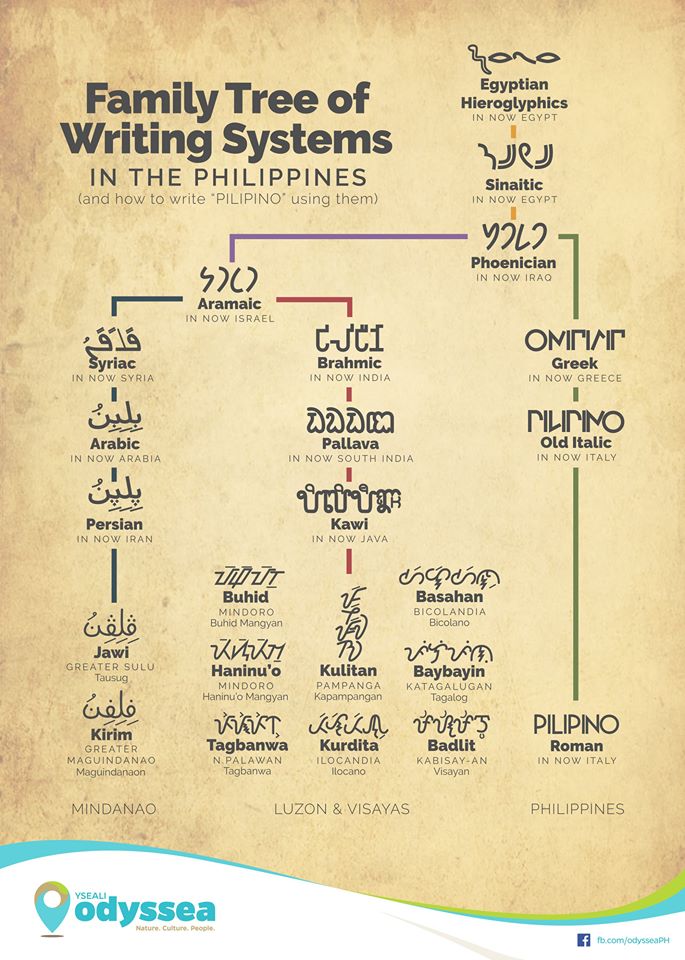 Family Tree of
Writing Systems
IN THE PHILIPPINES
(and how to write "PILIPINO" using them)
Egyptian
Hieroglyphics
IN NOW EGYPT
Sinaitic
IN NOW EGYPT
Phoenician
IN NOW IRAQ
Aramaic
IN NOW ISRAEL
Syriac
IN NOW SYRIA
Brahmic
IN NOW INDIA
Greek
IN NOW GREECE
بِلِبِنُ
Arabic
IN NOW ARABIA
Pallava
IN NOW SOUTH INDIA
Old Italic
IN NOW ITALY
پِلِپِنُ
Persian
IN NOW IRAN
Kawi
IN NOW JAVA
Buhid
MINDORO
Buhid Mangyan
Basahan
BICOLANDIA
Bicolano
ڤِلِڤِنُ
Jawi
GREATER SULU
Tausug
Haninu'o
MINDORO
Haninu'o Mangyan
Kulitan
PAMPANGA
Kapampangan
Baybayin
KATAGALUGAN
Tagalog
فِلِفِنُ
Kirim
GREATER
MAGUINDANAO
Maguindanaon
Tagbanwa
N.PALAWAN
Tagbanwa
Kurdita
ILOCANDIA
Ilocano
Badlit
KABISAY-AN
Visayan
PILIPINO
Roman
IN NOW ITALY
MINDANAO
LUZON & VISAYAS
PHILIPPINES
YSEALI
odyssea
Nature. Culture. People.
fb.com/odysseaPH